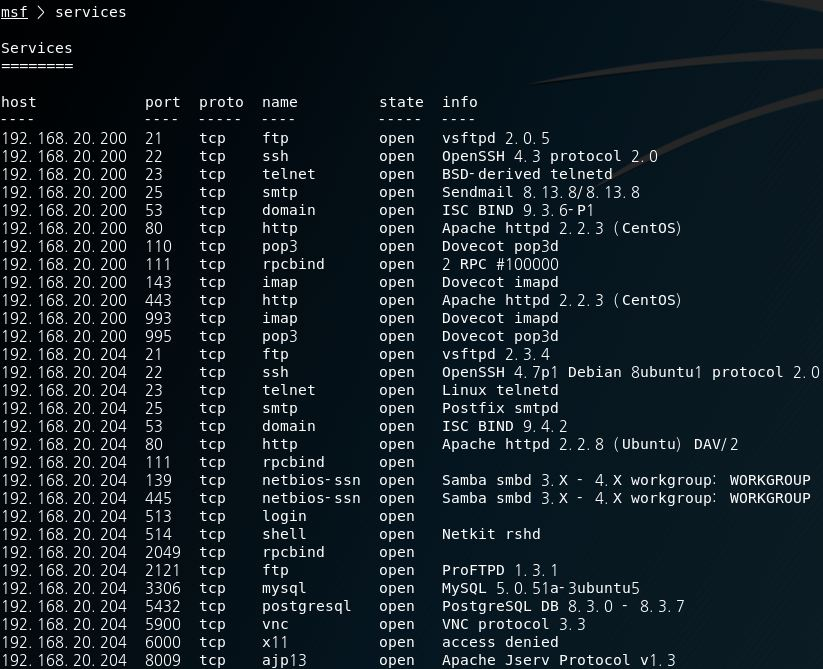 msf > services
Services
========
host port proto name state info
---- ---- ----- ---- ----- ----
192.168.20.200 21 tcp ftp open vsftpd 2.0.5
192.168.20.200 22 tcp ssh open OpenSSH 4.3 protocol 2.0
192.168.20.200 23 tcp telnet open BSD-derived telnetd
192.168.20.200 25 tcp smtp open Sendmail 8.13.8/8.13.8
192.168.20.200 53 tcp domain open ISC BIND 9.3.6-P1
192.168.20.200 80 tcp http open Apache httpd 2.2.3 (CentOS)
192.168.20.200 110 tcp pop3 open Dovecot pop3d
192.168.20.200 111 tcp rpcbind open 2 RPC #100000
192.168.20.200 143 tcp imap open Dovecot imapd
192.168.20.200 443 tcp http open Apache httpd 2.2.3 (CentOS)
192.168.20.200 993 tcp imap open Dovecot imapd
192.168.20.200 995 tcp pop3 open Dovecot pop3d
192.168.20.204 21 tcp ftp open vsftpd 2.3.4
192.168.20.204 22 tcp ssh open OpenSSH 4.7p1 Debian 8ubuntu1 protocol 2.0
192.168.20.204 23 tcp telnet open Linux telnetd
192.168.20.204 25 tcp smtp open Postfix smtpd
192.168.20.204 53 tcp domain open ISC BIND 9.4.2
192.168.20.204 80 tcp http open Apache httpd 2.2.8 (Ubuntu) DAV/2
192.168.20.204 111 tcp rpcbind open
192.168.20.204 139 tcp netbios-ssn open Samba smbd 3.X - 4.X workgroup: WORKGROUP
192.168.20.204 445 tcp netbios-ssn open Samba smbd 3.X - 4.X workgroup: WORKGROUP
192.168.20.204 513 tcp login open
192.168.20.204 514 tcp shell open Netkit rshd
192.168.20.204 2049 tcp rpcbind open
192.168.20.204 2121 tcp ftp open ProFTPD 1.3.1
192.168.20.204 3306 tcp mysql open MySQL 5.0.51a-3ubuntu5
192.168.20.204 5432 tcp postgresql open PostgreSQL DB 8.3.0 - 8.3.7
192.168.20.204 5900 tcp vnc open VNC protocol 3.3
192.168.20.204 6000 tcp x11 open access denied
192.168.20.204 8009 tcp ajp13 open Apache Jserv Protocol v1.3